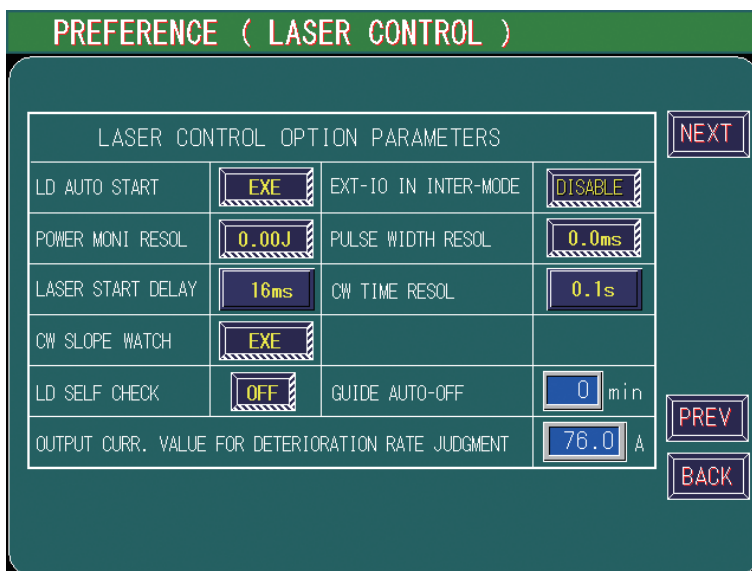 PREFERENCE ( LASER CONTROL )
LASER CONTROL OPTION PARAMETERS
NEXT
LD AUTO START EXE EXT-IO IN INTER-MODE DISABLE
POWER MONI RESOL 0.00J PULSE WIDTH RESOL 0.0ms
LASER START DELAY 16ms CW TIME RESOL 0.1s
CW SLOPE WATCH EXE
LD SELF CHECK OFF GUIDE AUTO-OFF 0 min
PREV
OUTPUT CURR. VALUE FOR DETERIORATION RATE JUDGMENT 76.0 A
BACK